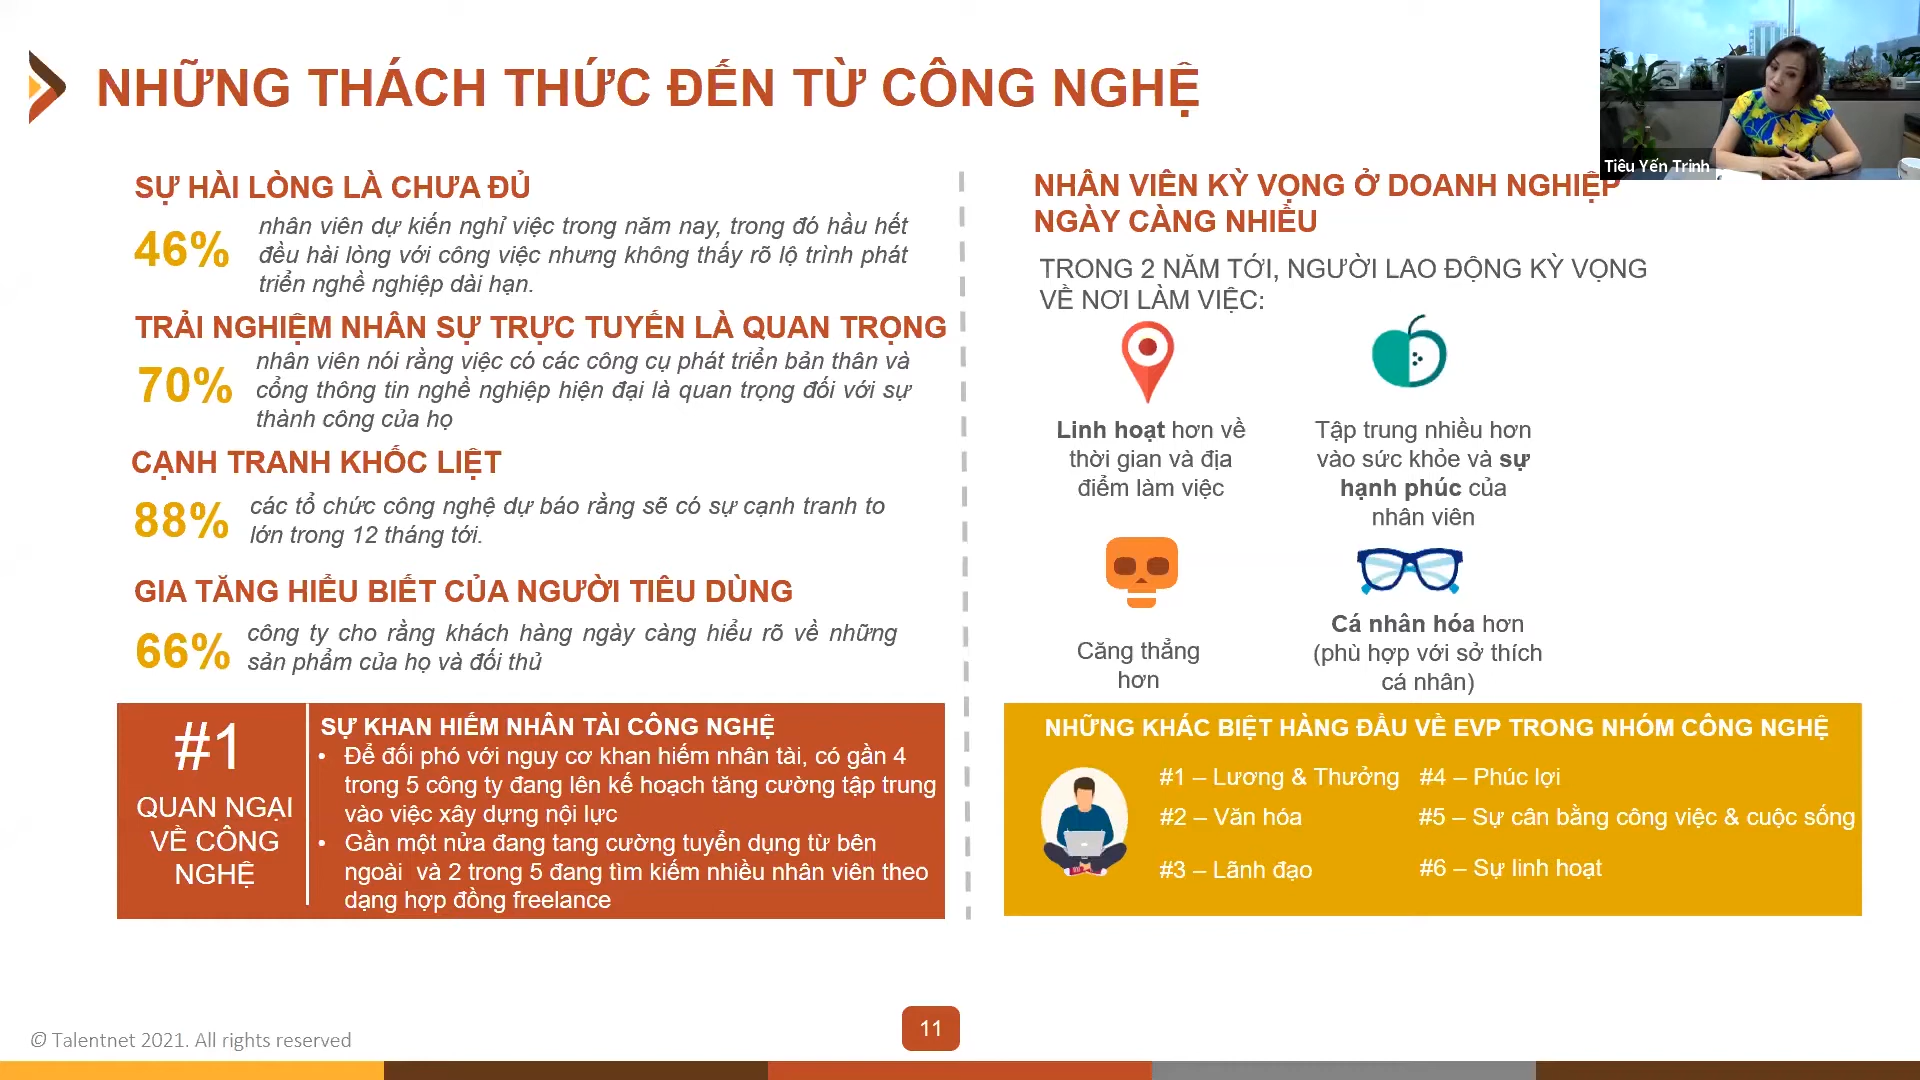 NHỮNG THÁCH THỨC ĐẾN TỪ CÔNG NGHỆ
Tiêu Yến Trinh
SỰ HÀI LÒNG LÀ CHƯA ĐỦ
46%
nhân viên dự kiến nghỉ việc trong năm nay, trong đó hầu hết
đều hài lòng với công việc nhưng không thấy rõ lộ trình phát
triển nghề nghiệp dài hạn.
TRẢI NGHIỆM NHÂN SỰ TRỰC TUYẾN LÀ QUAN TRỌNG
70%
nhân viên nói rằng việc có các công cụ phát triển bản thân và
cổng thông tin nghề nghiệp hiện đại là quan trọng đối với sự
thành công của họ
CẠNH TRANH KHỐC LIỆT
88%
các tổ chức công nghệ dự báo rằng sẽ có sự cạnh tranh to
lớn trong 12 tháng tới.
GIA TĂNG HIỂU BIẾT CỦA NGƯỜI TIÊU DÙNG
66%
công ty cho rằng khách hàng ngày càng hiểu rõ về những
sản phẩm của họ và đối thủ
#1
QUAN NGẠI
VỀ CÔNG
NGHỆ
SỰ KHAN HIẾM NHÂN TÀI CÔNG NGHỆ
• Để đối phó với nguy cơ khan hiếm nhân tài, có gần 4
trong 5 công ty đang lên kế hoạch tăng cường tập trung
vào việc xây dựng nội lực
• Gần một nửa đang tang cường tuyển dụng từ bên
ngoài và 2 trong 5 đang tìm kiếm nhiều nhân viên theo
dạng hợp đồng freelance
NHÂN VIÊN KỲ VỌNG Ở DOANH NGHIỆP
NGÀY CÀNG NHIỀU
TRONG 2 NĂM TỚI, NGƯỜI LAO ĐỘNG KỲ VỌNG
VỀ NƠI LÀM VIỆC:
Linh hoạt hơn về
thời gian và địa
điểm làm việc
Tập trung nhiều hơn
vào sức khỏe và sự
hạnh phúc của
nhân viên
Căng thẳng
hơn
Cá nhân hóa hơn
(phù hợp với sở thích
cá nhân)
NHỮNG KHÁC BIỆT HÀNG ĐẦU VỀ EVP TRONG NHÓM CÔNG NGHỆ
#1 – Lương & Thưởng
#2 – Văn hóa
#3 – Lãnh đạo
#4 – Phúc lợi
#5 – Sự cân bằng công việc & cuộc sống
#6 – Sự linh hoạt
© Talentnet 2021. All rights reserved
11